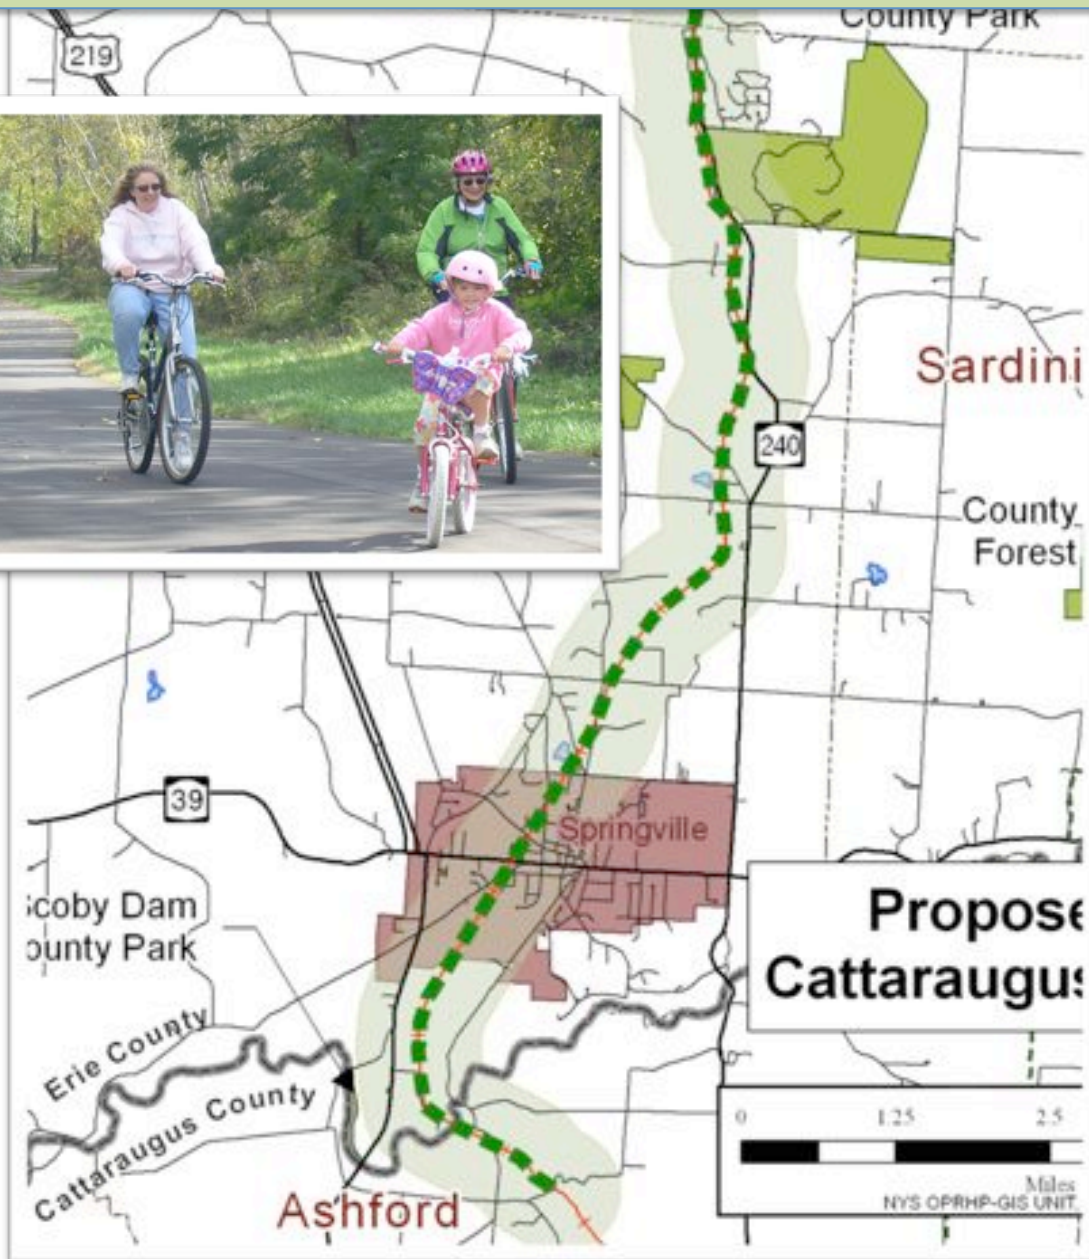 County Park
219
Sardini
240
County
Forest
39
Springville
Scoby Dam
ounty Park
Propose
Cattaraugus
Erie County
Cattaraugus County
0 1.25 2.5
Miles
NYS OPRHP-GIS UNIT,
Ashford